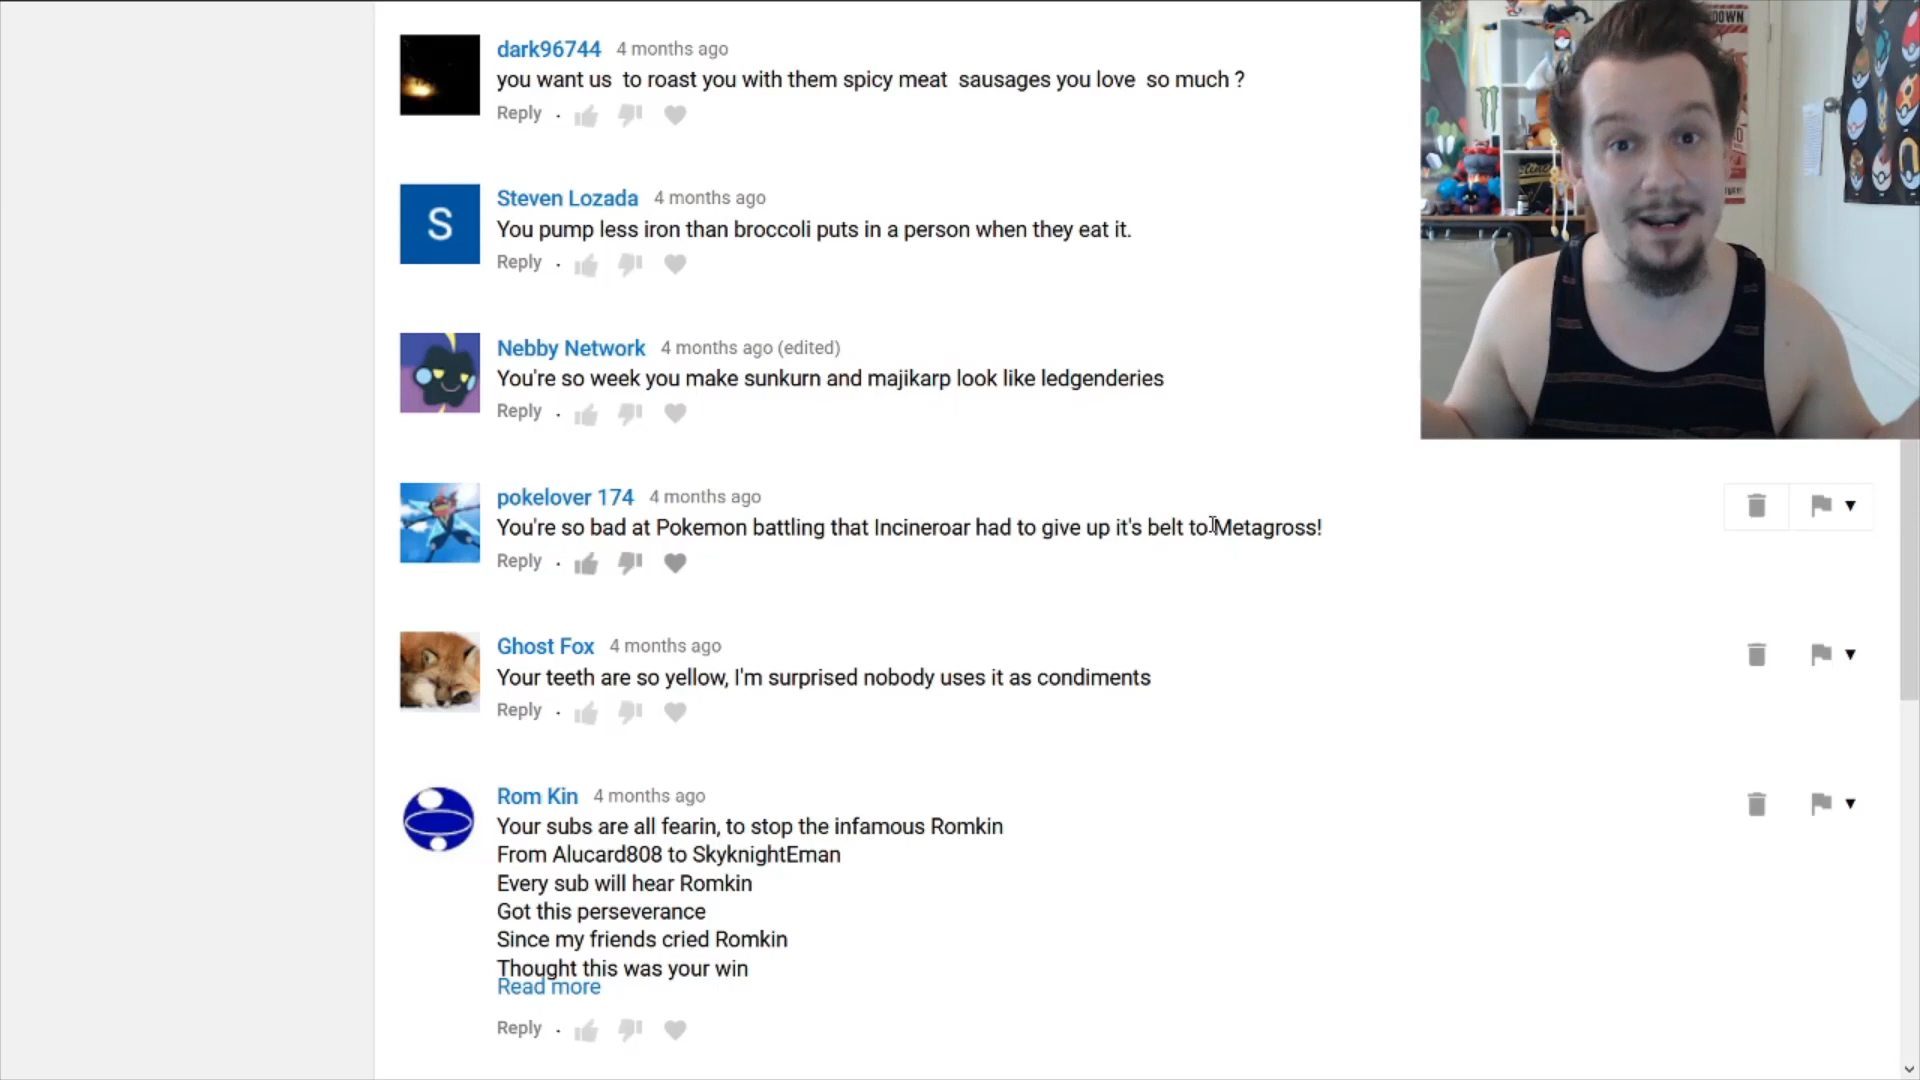 dark96744 4 months ago
you want us to roast you with them spicy meat sausages you love so much ?
Reply .
S
Steven Lozada 4 months ago
You pump less iron than broccoli puts in a person when they eat it.
Reply .
Nebby Network 4 months ago (edited)
You're so week you make sunkurn and majikarp look like ledgenderies
Reply .
pokelover 174 4 months ago
You're so bad at Pokemon battling that Incineroar had to give up it's belt to Metagross!
Reply .
Ghost Fox 4 months ago
Your teeth are so yellow, I'm surprised nobody uses it as condiments
Reply .
Rom Kin 4 months ago
Your subs are all fearin, to stop the infamous Romkin
From Alucard808 to SkyknightEman
Every sub will hear Romkin
Got this perseverance
Since my friends cried Romkin
Thought this was your win
Read more
Reply .
DOWN